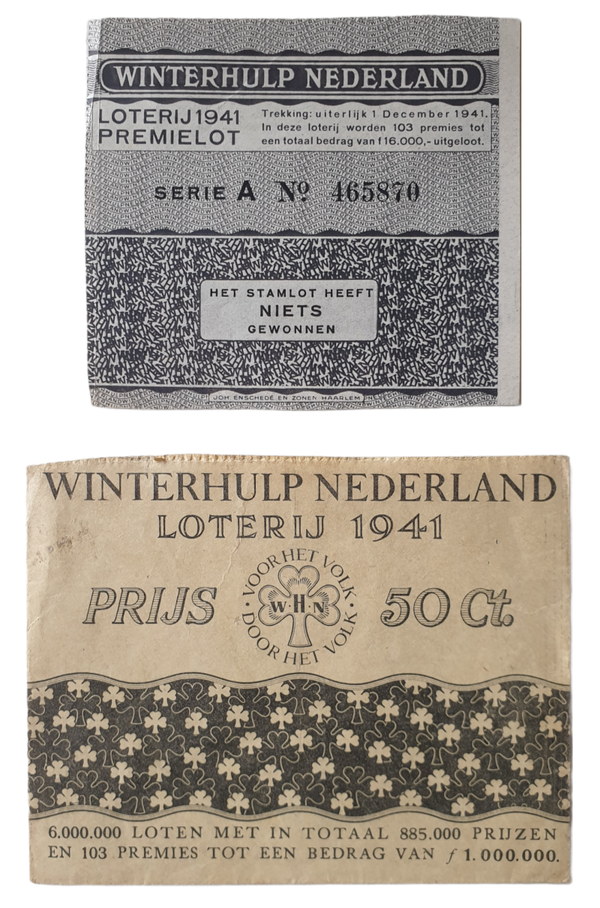 WINTERHULP NEDERLAND
LOTERIJ 1941
PREMIELOT
Trekking: uiterlijk 1 December 1941.
In deze loterij worden 103 premies tot
een totaal bedrag van f 16.000,- uitgeloot.
SERIE A Nº 465870
HET STAMLOT HEEFT
NIETS
GEWONNEN
JOH. ENSCHEDÉ EN ZONEN HAARLEM
WINTERHULP NEDERLAND
LOTERIJ 1941
PRIJS
• VOOR HET VOLK •
W·H·N
DOOR HET VOLK
50 Ct.
6.000.000 LOTEN MET IN TOTAAL 885.000 PRIJZEN
EN 103 PREMIES TOT EEN BEDRAG VAN f 1.000.000.